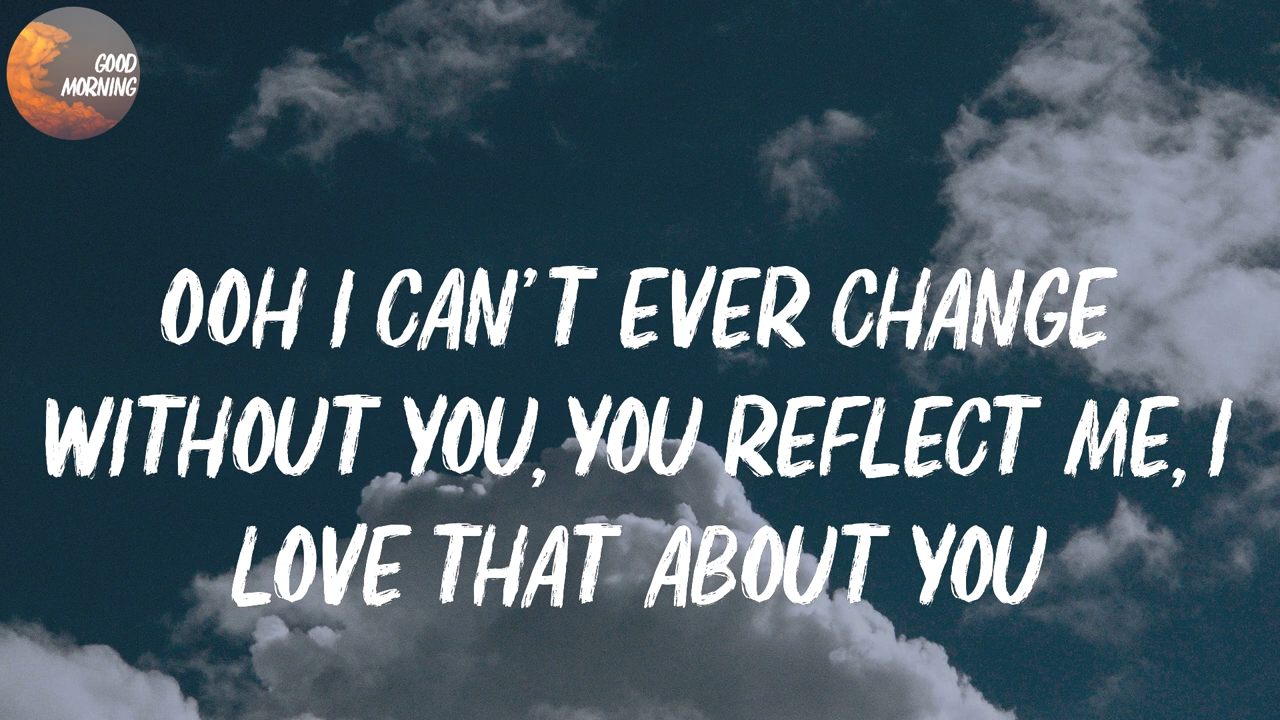 GOOD
MORNING
OOH I CAN'T EVER CHANGE
WITHOUT YOU, YOU REFLECT ME, I
LOVE THAT ABOUT YOU